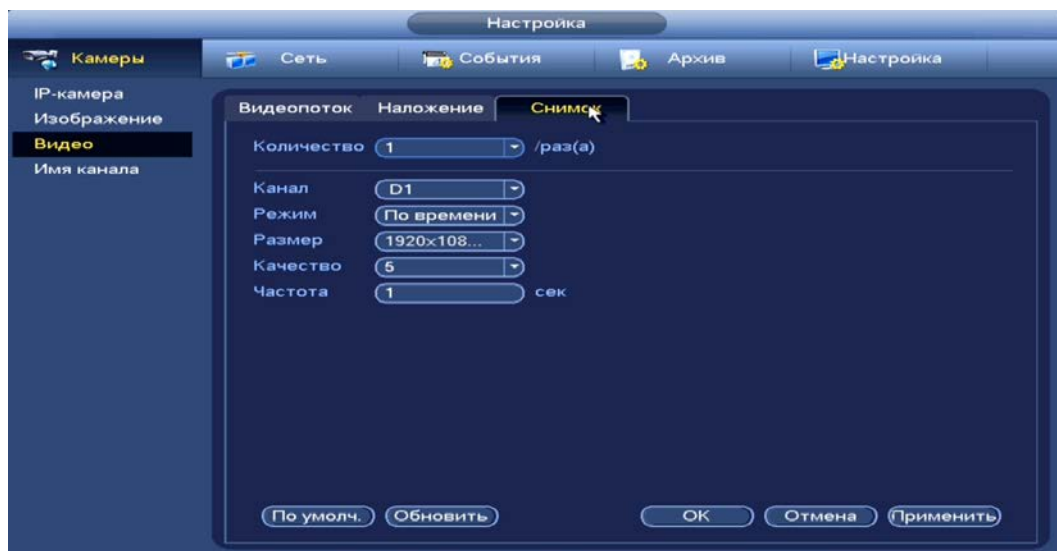 Настройка
Камеры Сеть События Архив Настройка
IP-камера
Изображение
Видео
Имя канала
Видеопоток Наложение Снимок
Количество 1 /раз(а)
Канал D1
Режим По времени
Размер 1920x108...
Качество 5
Частота 1 сек
По умолч. Обновить OK Отмена Применить